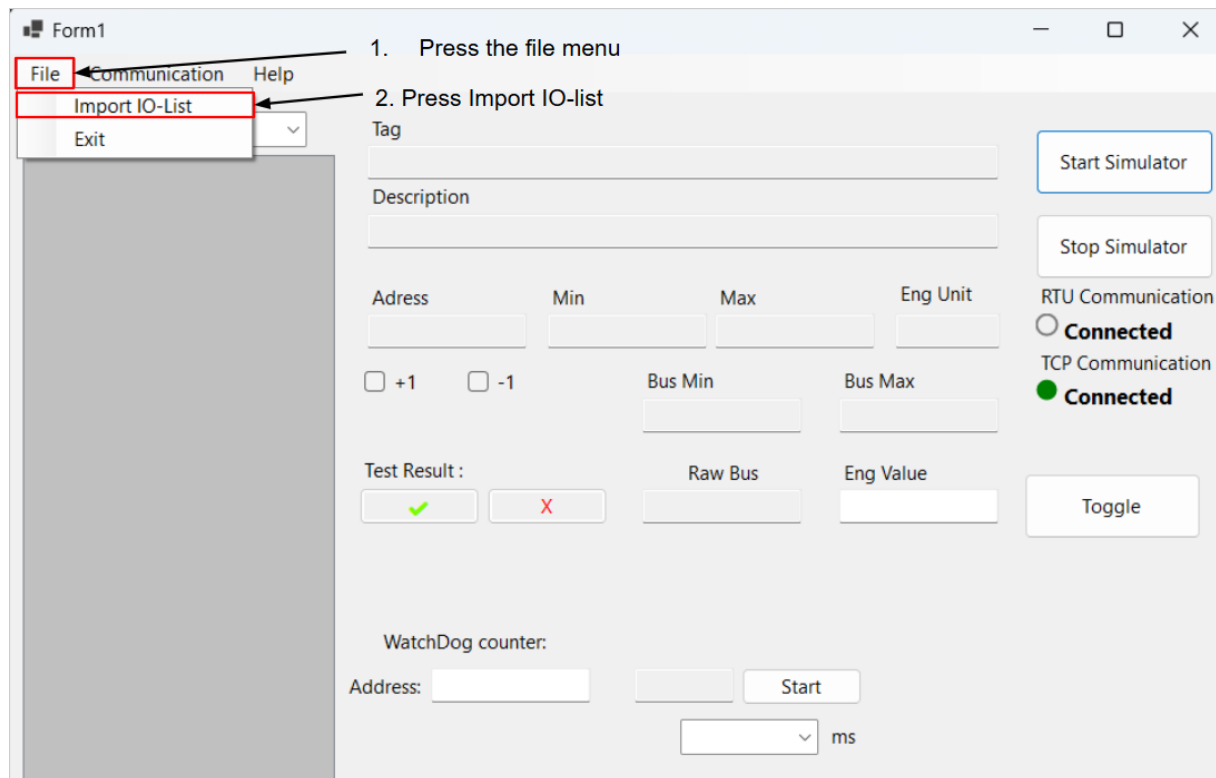 Form1
1. Press the file menu
File Communication Help
2. Press Import IO-list
Import IO-List
Exit
Tag
Start Simulator
Description
Stop Simulator
Adress Min Max Eng Unit
RTU Communication
Connected
TCP Communication
Connected
+1 -1 Bus Min Bus Max
Test Result : Raw Bus Eng Value
X
Toggle
WatchDog counter:
Address: Start
ms